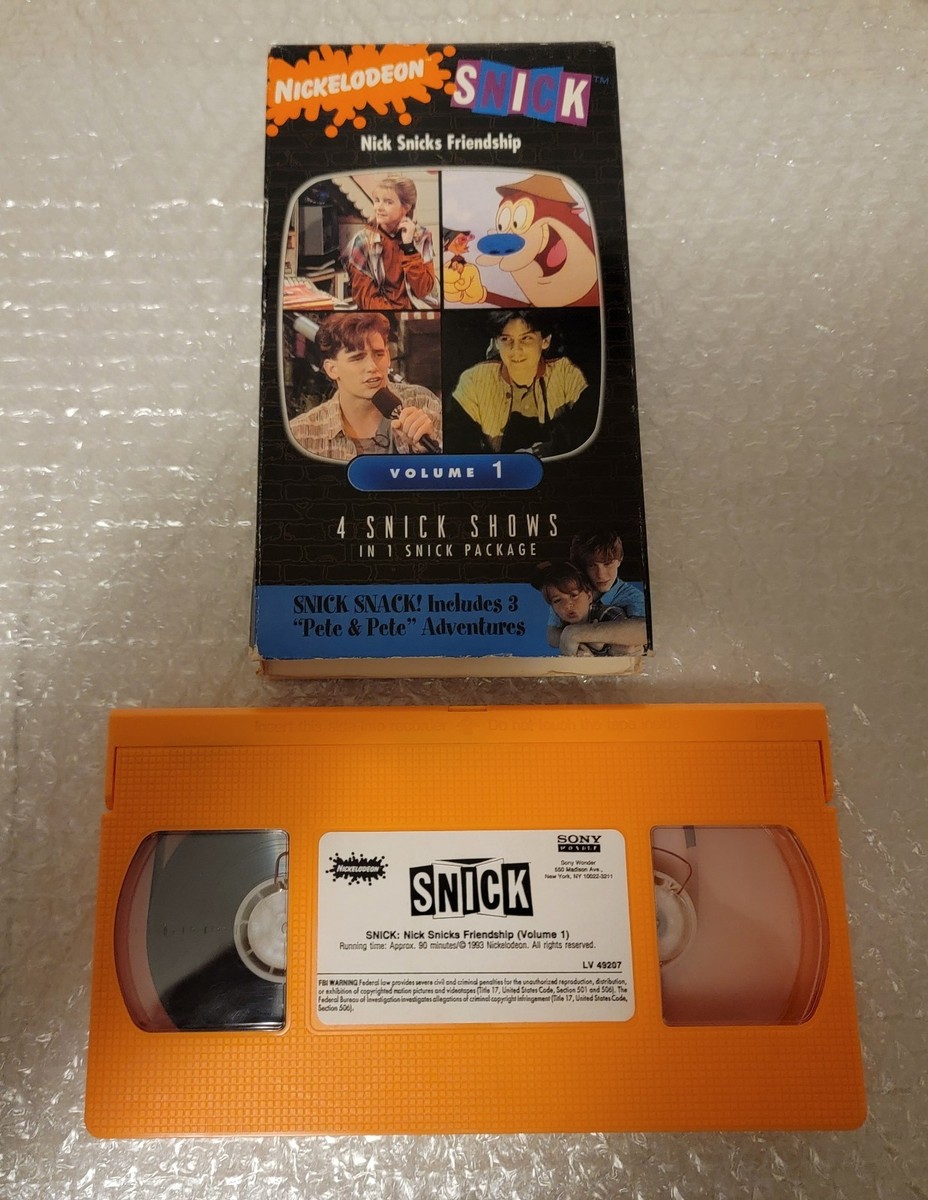 NICKELODEON™ SNICK™
Nick Snicks Friendship
VOLUME 1
4 SNICK SHOWS
IN 1 SNICK PACKAGE
SNICK SNACK! Includes 3
"Pete & Pete" Adventures
NICKELODEON
SONY
WONDER
SNICK
Sony Wonder
550 Madison Ave.,
New York, NY 10022-3211
SNICK: Nick Snicks Friendship (Volume 1)
Running time: Approx. 90 minutes/© 1993 Nickelodeon. All rights reserved.
LV 49207
FBI WARNING Federal law provides severe civil and criminal penalties for the unauthorized reproduction, distribution,
or exhibition of copyrighted motion pictures and videotapes (Title 17, United States Code, Section 501 and 506). The
Federal Bureau of Investigation investigates allegations of criminal copyright infringement (Title 17, United States Code,
Section 506).